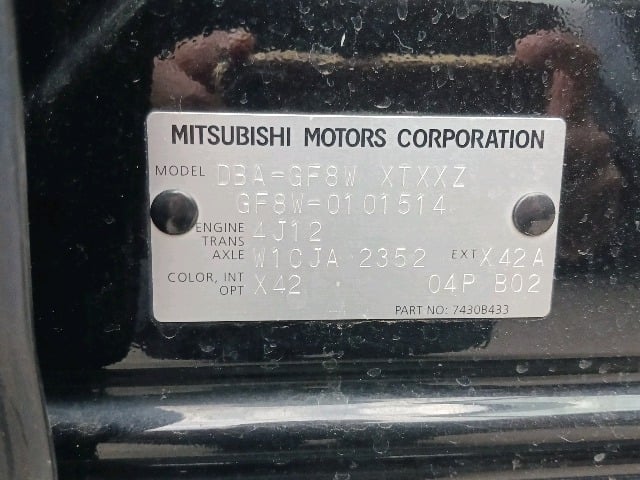 MITSUBISHI MOTORS CORPORATION
MODEL DBA-GF8W XTXXZ
GF8W-0101514
ENGINE 4J12
TRANS AXLE W1CJA 2352 EXT X42A
COLOR, INT OPT X42 04P B02
PART NO: 7430B433